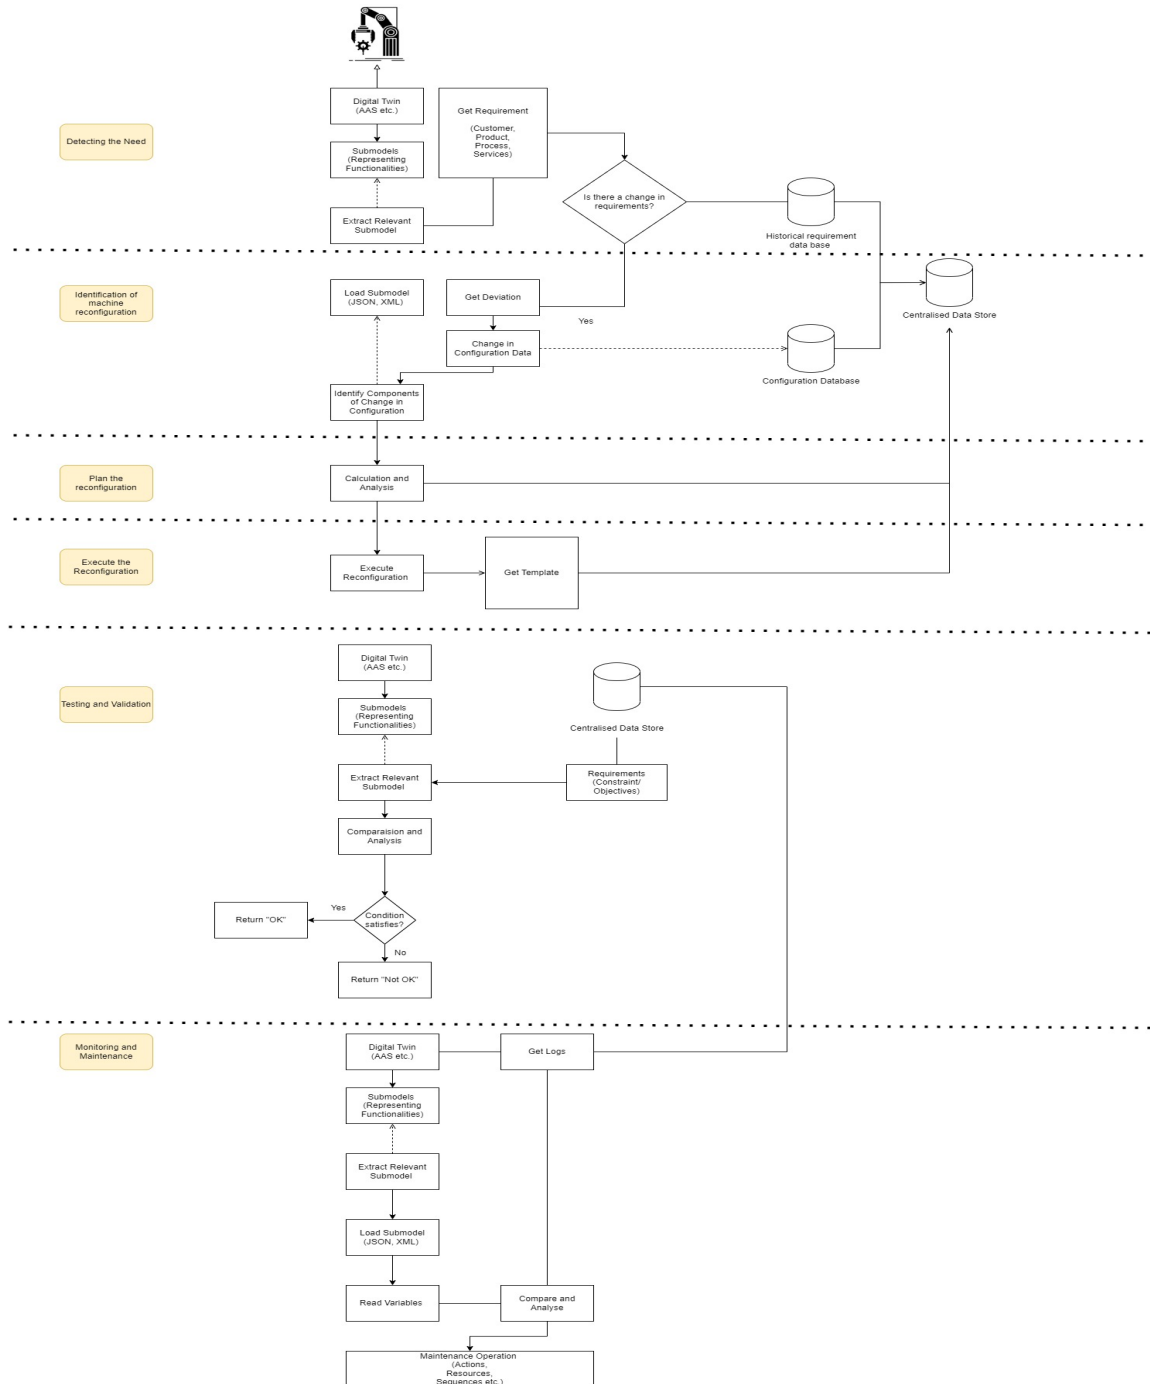 Detecting the Need
Digital Twin
(AAS etc.)
Submodels
(Representing
Functionalities)
Extract Relevant
Submodel
Get Requirement
(Customer,
Product,
Process,
Services)
Is there a change in
requirements?
Historical requirement
data base
Identification of
machine
reconfiguration
Load Submodel
(JSON, XML)
Get Deviation
Yes
Change in
Configuration Data
Identify Components
of Change in
Configuration
Configuration Database
Centralised Data Store
Plan the
reconfiguration
Calculation and
Analysis
Execute the
Reconfiguration
Execute
Reconfiguration
Get Template
Testing and Validation
Digital Twin
(AAS etc.)
Submodels
(Representing
Functionalities)
Centralised Data Store
Extract Relevant
Submodel
Requirements
(Constraint/
Objectives)
Comparaision and
Analysis
Condition
satisfies?
Yes
Return "OK"
No
Return "Not OK"
Monitoring and
Maintenance
Digital Twin
(AAS etc.)
Get Logs
Submodels
(Representing
Functionalities)
Extract Relevant
Submodel
Load Submodel
(JSON, XML)
Read Variables
Compare and
Analyse
Maintenance Operation
(Actions,
Resources,
Sequences etc.)